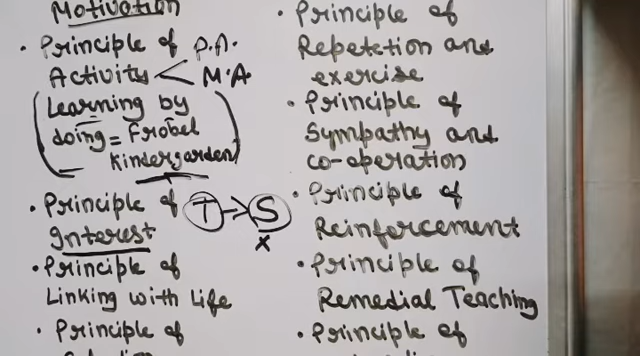 Motivation
• Principle of P.A.
Activity < M.A.
(Learning by
doing = Frobel
Kindergarden)
• Principle of T → S
Interest x
• Principle of
Linking with Life
• Principle of
• Principle of
Repetetion and
exercise
• Principle of
Sympathy and
co-operation
• Principle of
Reinforcement
• Principle of
Remedial Teaching
• Principle of